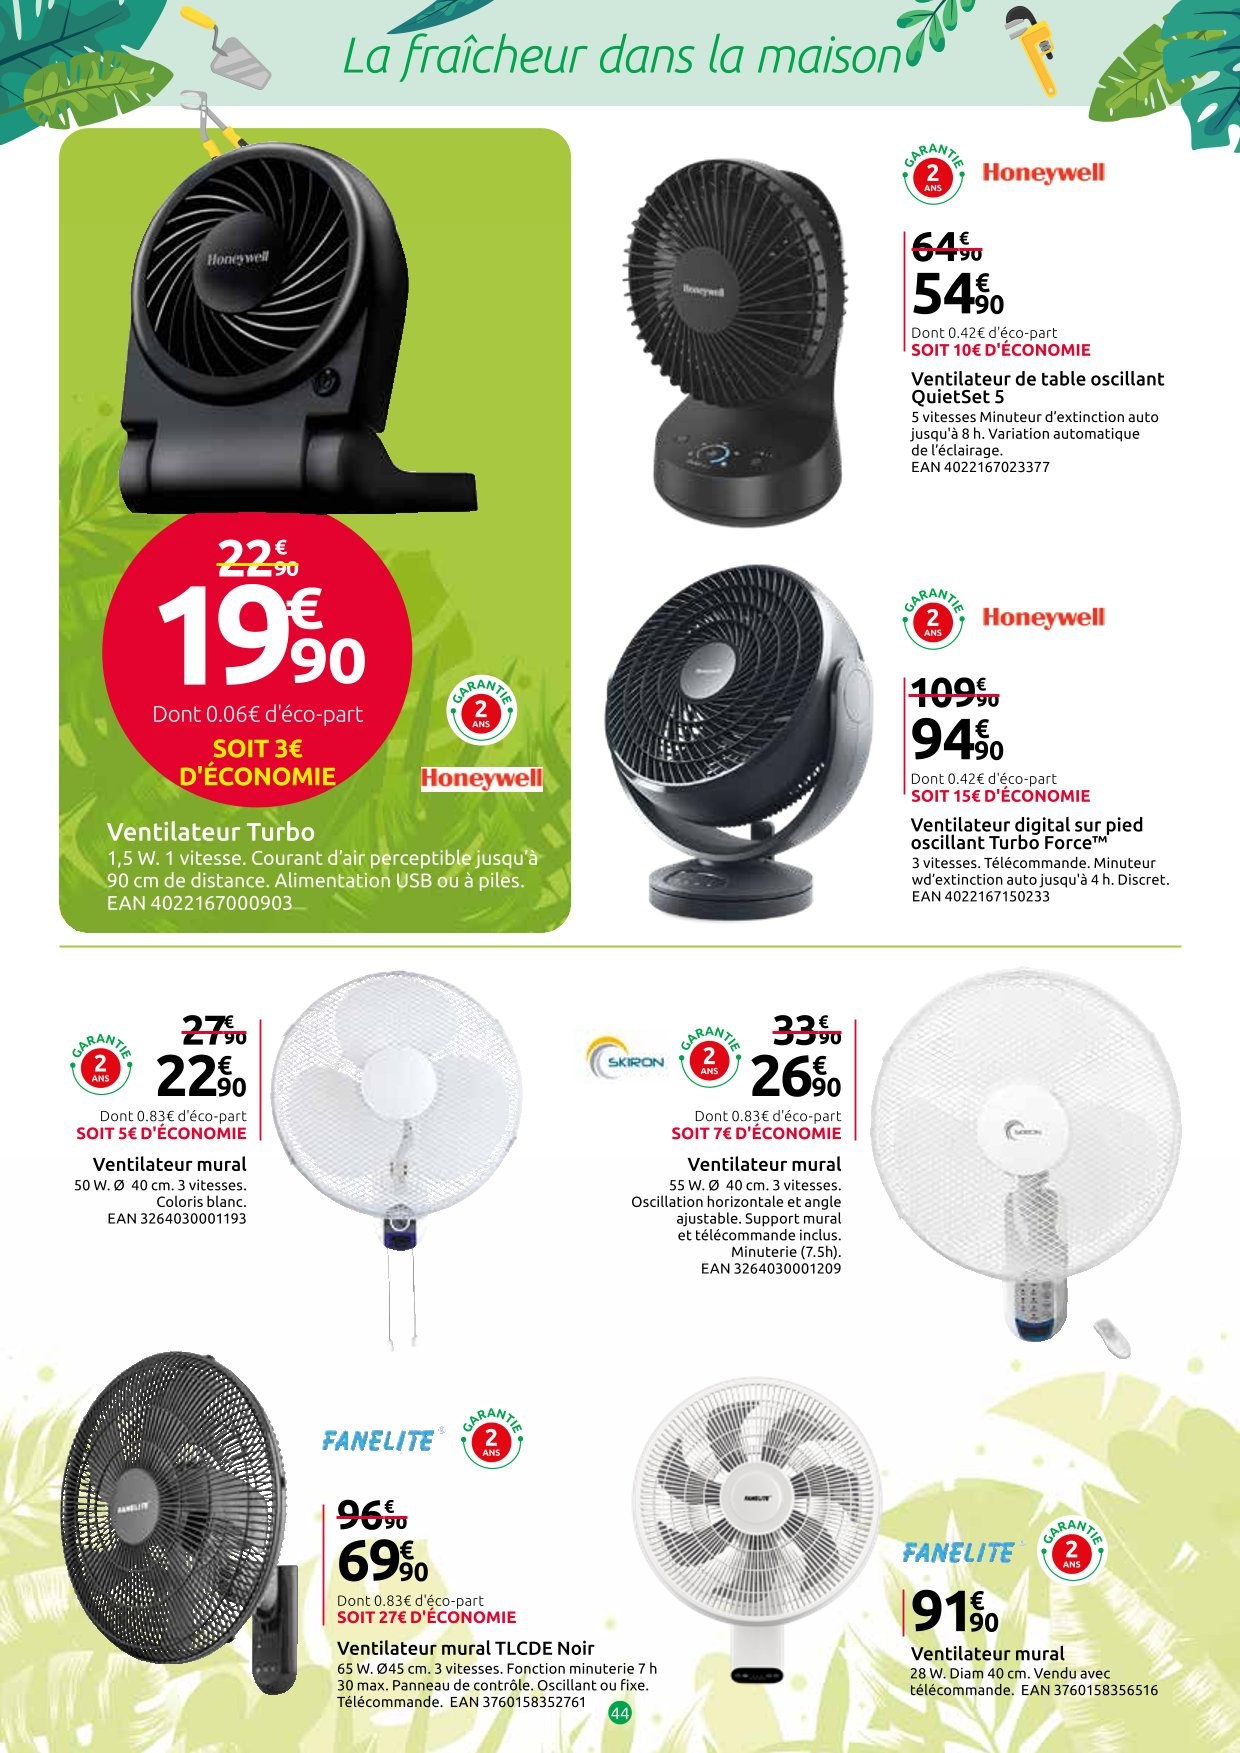 La fraîcheur dans la maison
Honeywell
22€90
19€90
Dont 0.06€ d'éco-part
SOIT 3€
D'ÉCONOMIE
GARANTIE
2
ANS
Honeywell
Ventilateur Turbo
1,5 W. 1 vitesse. Courant d’air perceptible jusqu’à
90 cm de distance. Alimentation USB ou à piles.
EAN 4022167000903
Honeywell
GARANTIE
2
ANS
Honeywell
64€90
54€90
Dont 0.42€ d'éco-part
SOIT 10€ D'ÉCONOMIE
Ventilateur de table oscillant
QuietSet 5
5 vitesses Minuteur d’extinction auto
jusqu'à 8 h. Variation automatique
de l’éclairage.
EAN 4022167023377
Honeywell
GARANTIE
2
ANS
Honeywell
109€90
94€90
Dont 0.42€ d'éco-part
SOIT 15€ D'ÉCONOMIE
Ventilateur digital sur pied
oscillant Turbo Force™
3 vitesses. Télécommande. Minuteur
wd’extinction auto jusqu'à 4 h. Discret.
EAN 4022167150233
GARANTIE
2
ANS
27€90
22€90
Dont 0.83€ d'éco-part
SOIT 5€ D'ÉCONOMIE
Ventilateur mural
50 W. Ø 40 cm. 3 vitesses.
Coloris blanc.
EAN 3264030001193
SKIRON
GARANTIE
2
ANS
33€90
26€90
Dont 0.83€ d'éco-part
SOIT 7€ D'ÉCONOMIE
Ventilateur mural
55 W. Ø 40 cm. 3 vitesses.
Oscillation horizontale et angle
ajustable. Support mural
et télécommande inclus.
Minuterie (7.5h).
EAN 3264030001209
SKIRON
FANELITE
FANELITE®
GARANTIE
2
ANS
96€90
69€90
Dont 0.83€ d'éco-part
SOIT 27€ D'ÉCONOMIE
Ventilateur mural TLCDE Noir
65 W. Ø45 cm. 3 vitesses. Fonction minuterie 7 h
30 max. Panneau de contrôle. Oscillant ou fixe.
Télécommande. EAN 3760158352761
FANELITE
FANELITE
GARANTIE
2
ANS
91€90
Ventilateur mural
28 W. Diam 40 cm. Vendu avec
télécommande. EAN 3760158356516
44